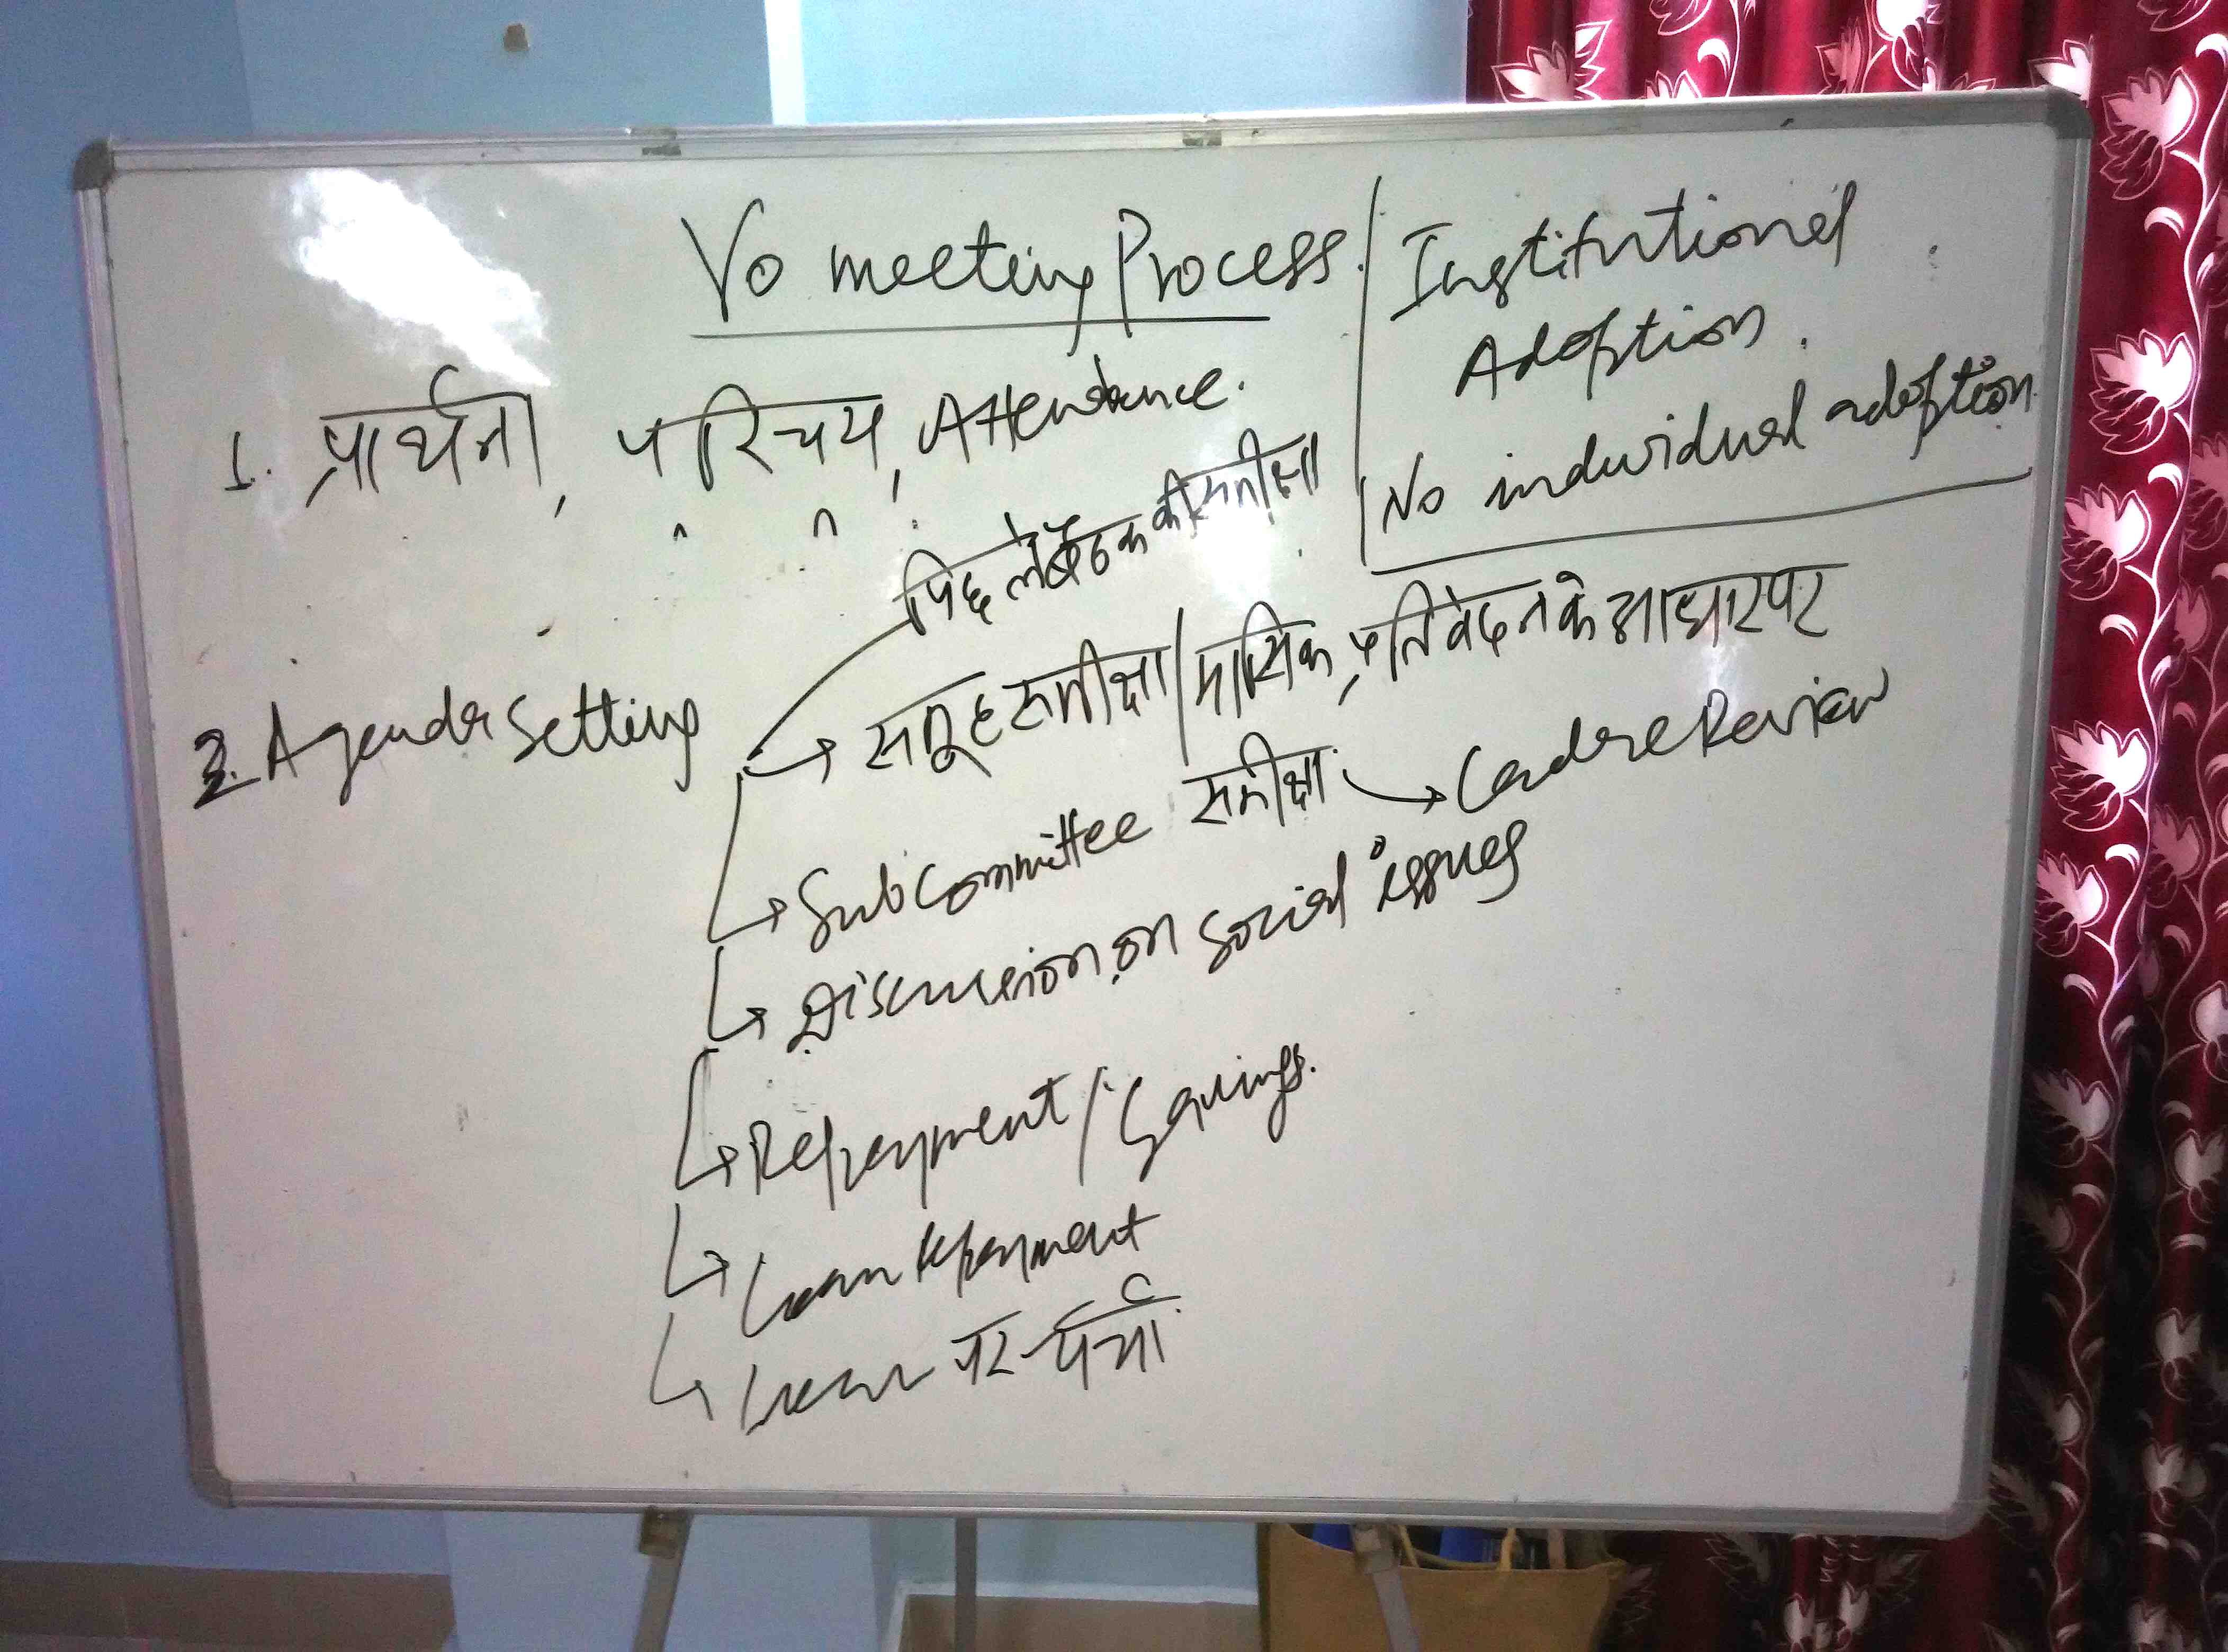 VO meeting Process.
Institutional
Adoption.
No individual adoption.
1. प्रार्थना, परिचय, Attendance.
पिछले बैठक की समीक्षा
2. Agenda Setting
→ समूह समीक्षा / मासिक प्रतिवेदन के आधार पर
→ Subcommittee समीक्षा → Cadre Review
→ Discussion on social issues
→ Repayment / Savings.
→ Loan Repayment
→ Loan पर चर्चा